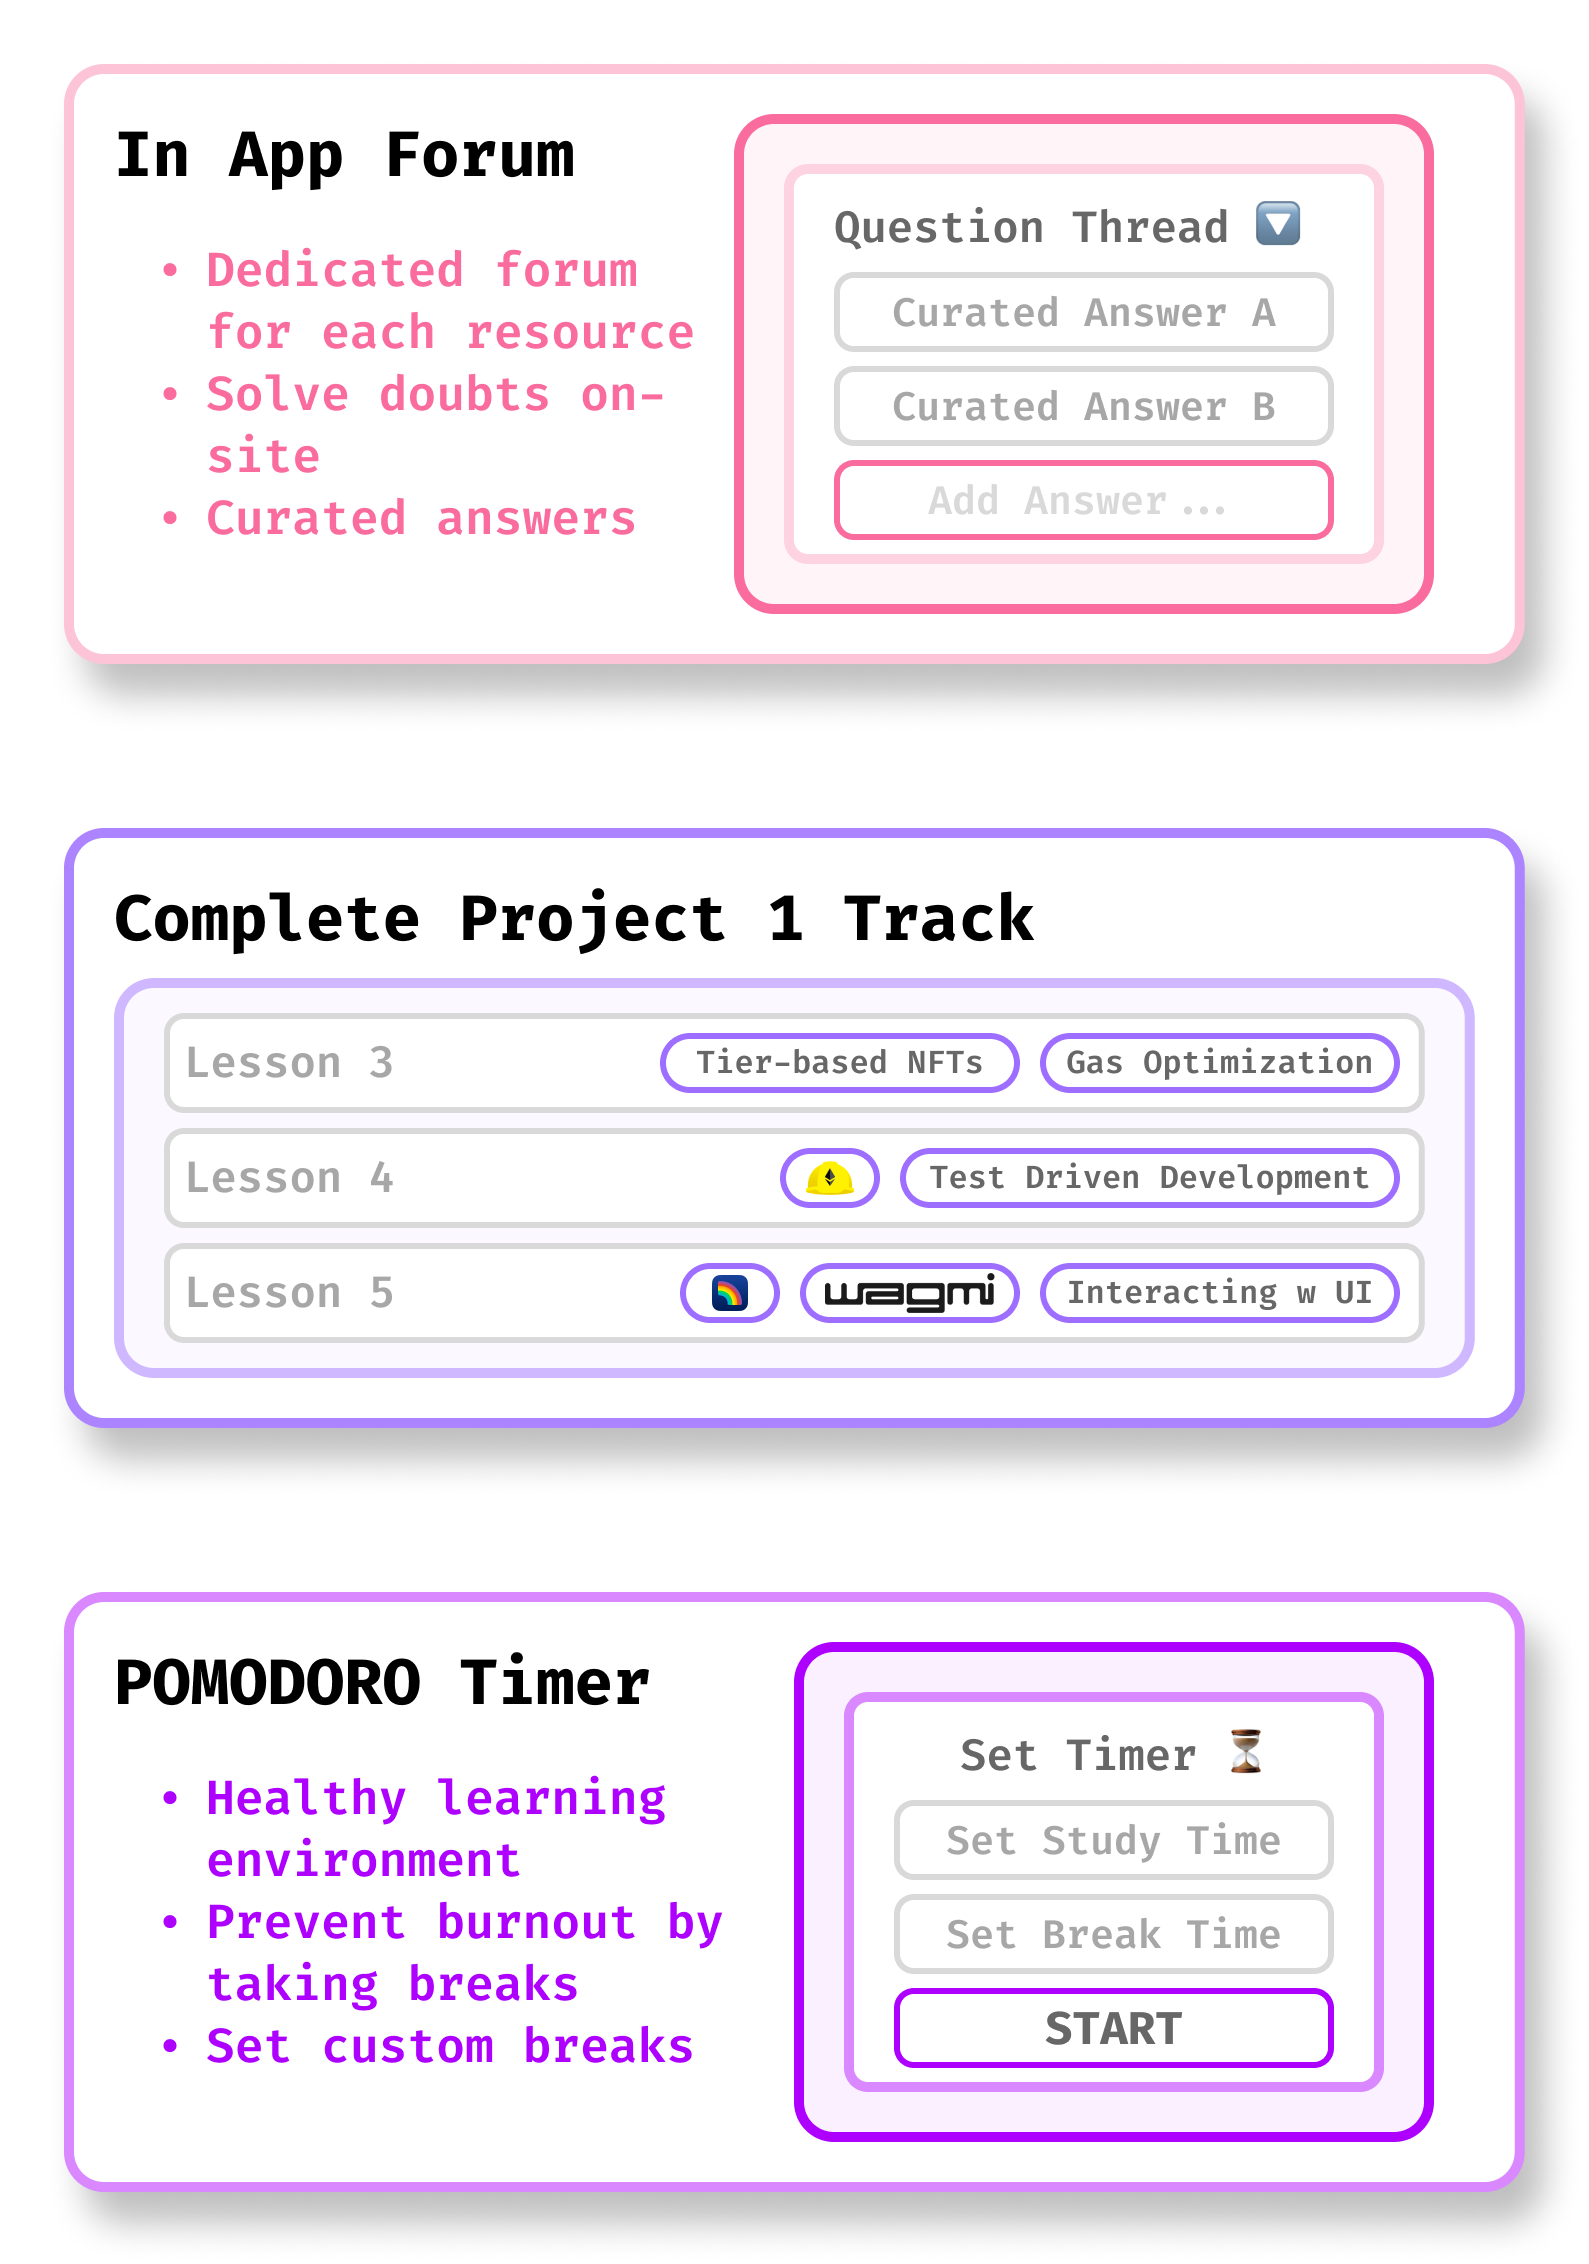 In App Forum
• Dedicated forum
for each resource
• Solve doubts on-
site
• Curated answers
Question Thread
Curated Answer A
Curated Answer B
Add Answer...
Complete Project 1 Track
Lesson 3
Tier-based NFTs
Gas Optimization
Lesson 4
Test Driven Development
Lesson 5
wagmi
Interacting w UI
POMODORO Timer
• Healthy learning
environment
• Prevent burnout by
taking breaks
• Set custom breaks
Set Timer
Set Study Time
Set Break Time
START